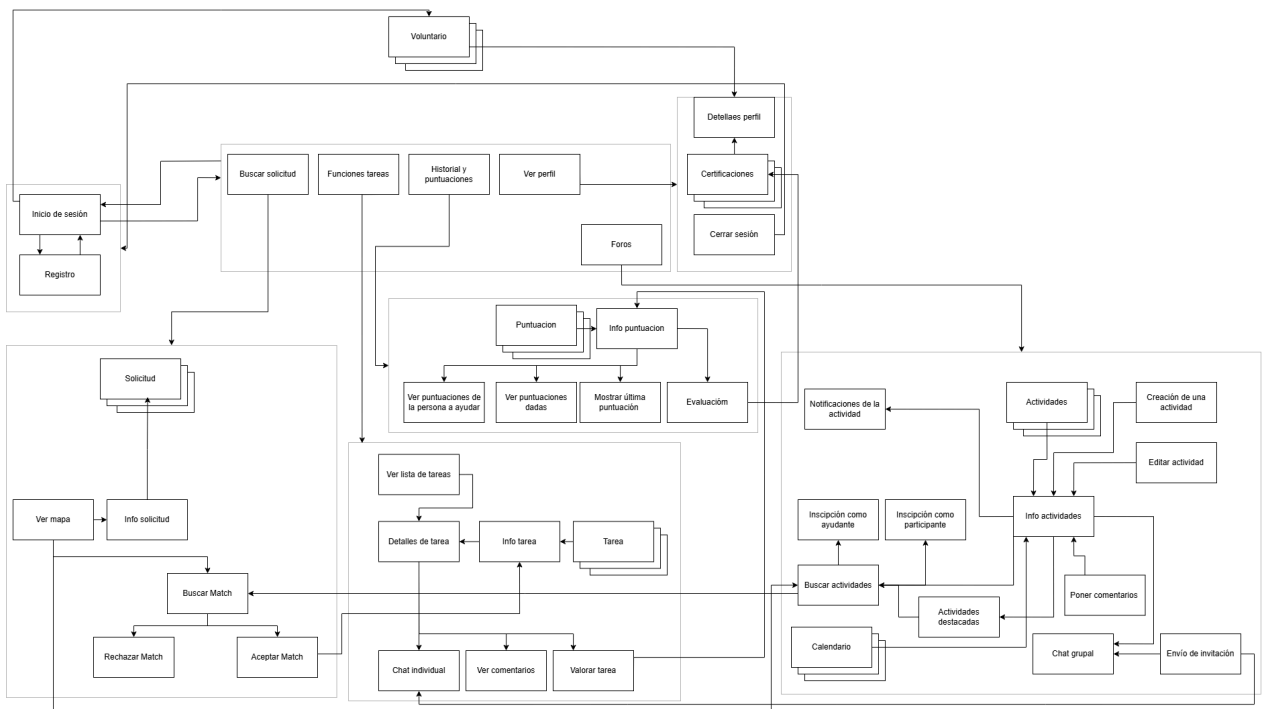 Voluntario
Detellaes perfil
Buscar solicitud
Funciones tareas
Historial y
puntuaciones
Ver perfil
Certificaciones
Inicio de sesión
Cerrar sesión
Foros
Registro
Puntuacion
Info puntuacion
Solicitud
Ver puntuaciones de
la persona a ayudar
Ver puntuaciones
dadas
Mostrar última
puntuación
Evaluacióm
Notificaciones de la
actividad
Actividades
Creación de una
actividad
Ver lista de tareas
Editar actividad
Ver mapa
Info solicitud
Detalles de tarea
Info tarea
Tarea
Inscipción como
ayudante
Inscipción como
participante
Info actividades
Buscar Match
Buscar actividades
Poner comentarios
Actividades
destacadas
Rechazar Match
Aceptar Match
Chat individual
Ver comentarios
Valorar tarea
Calendario
Chat grupal
Envío de invitación